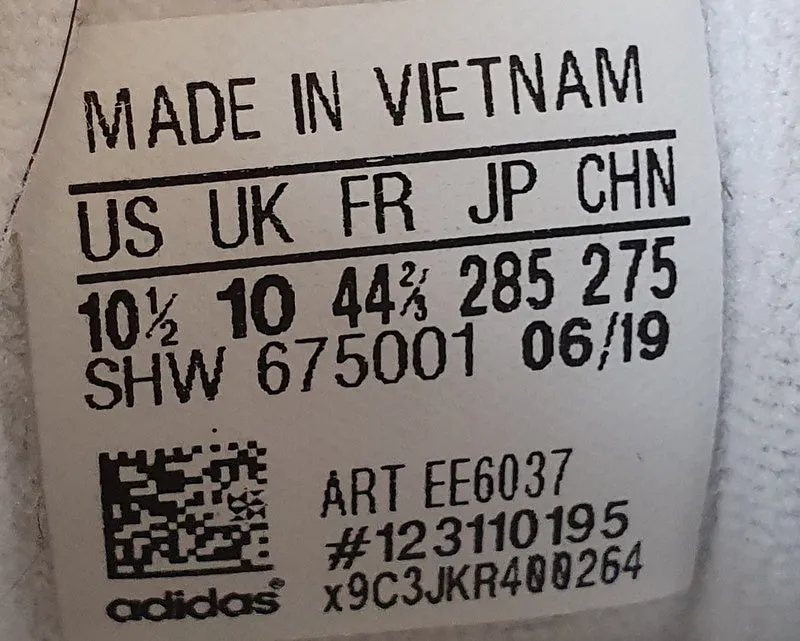 MADE IN VIETNAM
US UK FR JP CHN
10½ 10 44⅔ 285 275
SHW 675001 06/19
ART EE6037
#123110195
x9C3JKR400264
adidas®